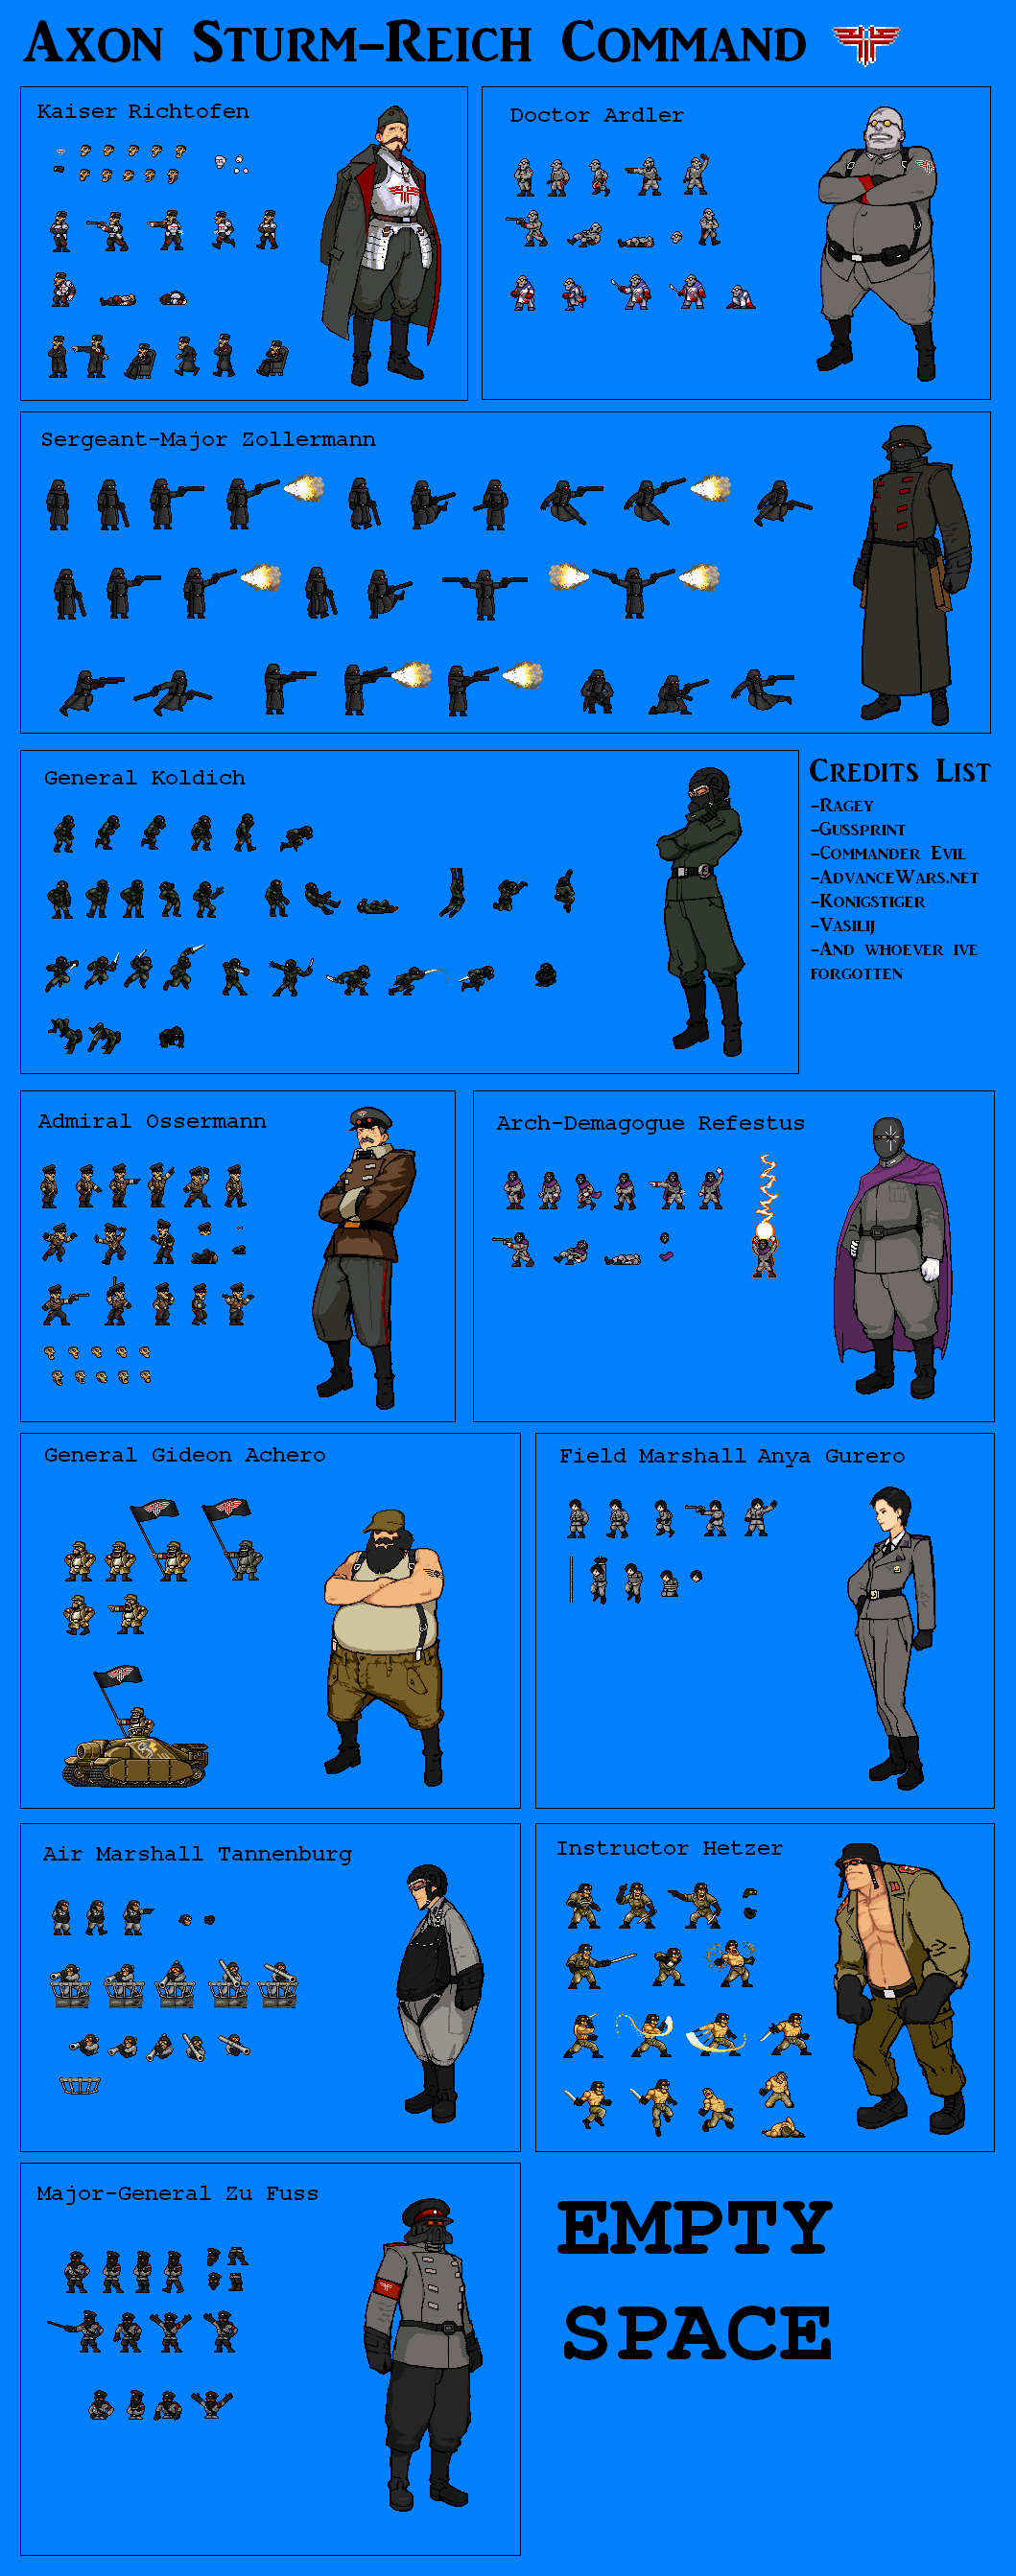 Axon Sturm-Reich Command
Kaiser Richtofen
Doctor Ardler
Sergeant-Major Zollermann
General Koldich
Credits List
-Ragey
-Gussprint
-Commander Evil
-AdvanceWars.net
-Konigstiger
-Vasilij
-And whoever ive
forgotten
Admiral Ossermann
Arch-Demagogue Refestus
General Gideon Achero
Field Marshall Anya Gurero
Air Marshall Tannenburg
Instructor Hetzer
Major-General Zu Fuss
EMPTY
SPACE